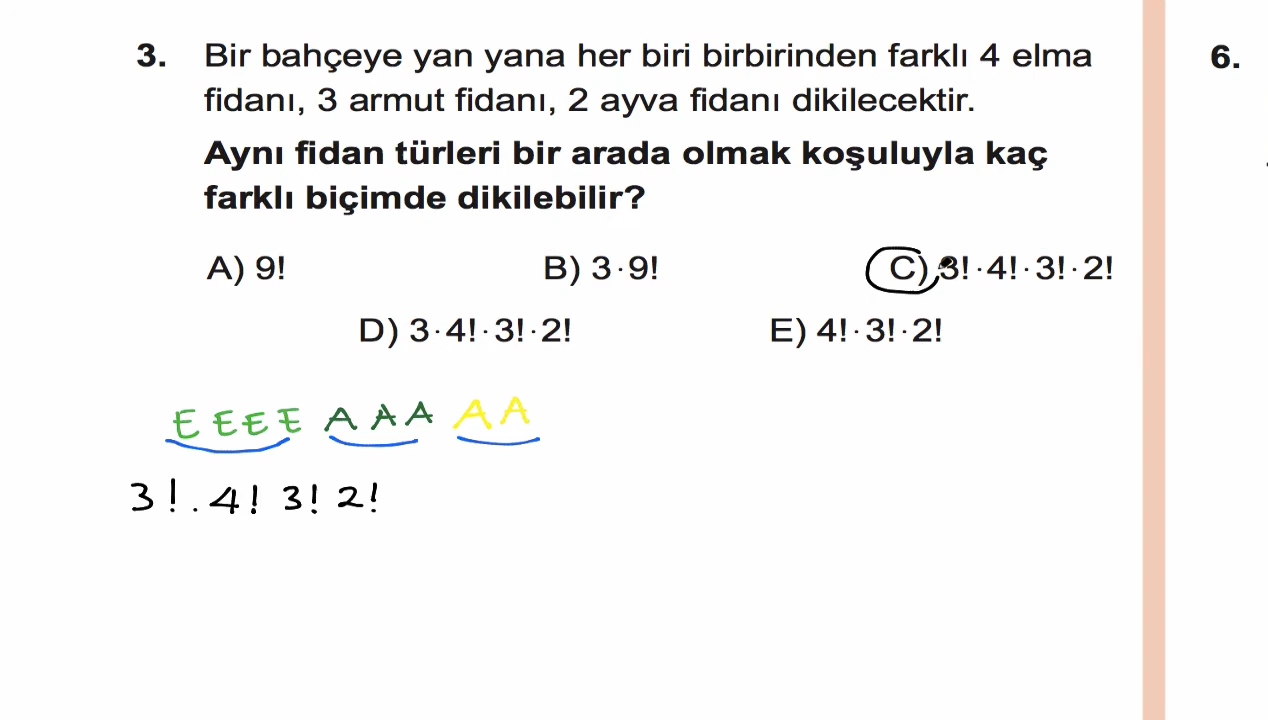 3. Bir bahçeye yan yana her biri birbirinden farklı 4 elma
fidanı, 3 armut fidanı, 2 ayva fidanı dikilecektir.
Aynı fidan türleri bir arada olmak koşuluyla kaç
farklı biçimde dikilebilir?
A) 9! B) 3·9! C) 3!·4!·3!·2!
D) 3·4!·3!·2! E) 4!·3!·2!
E E E E A A A A A
3!.4! 3! 2!
6.